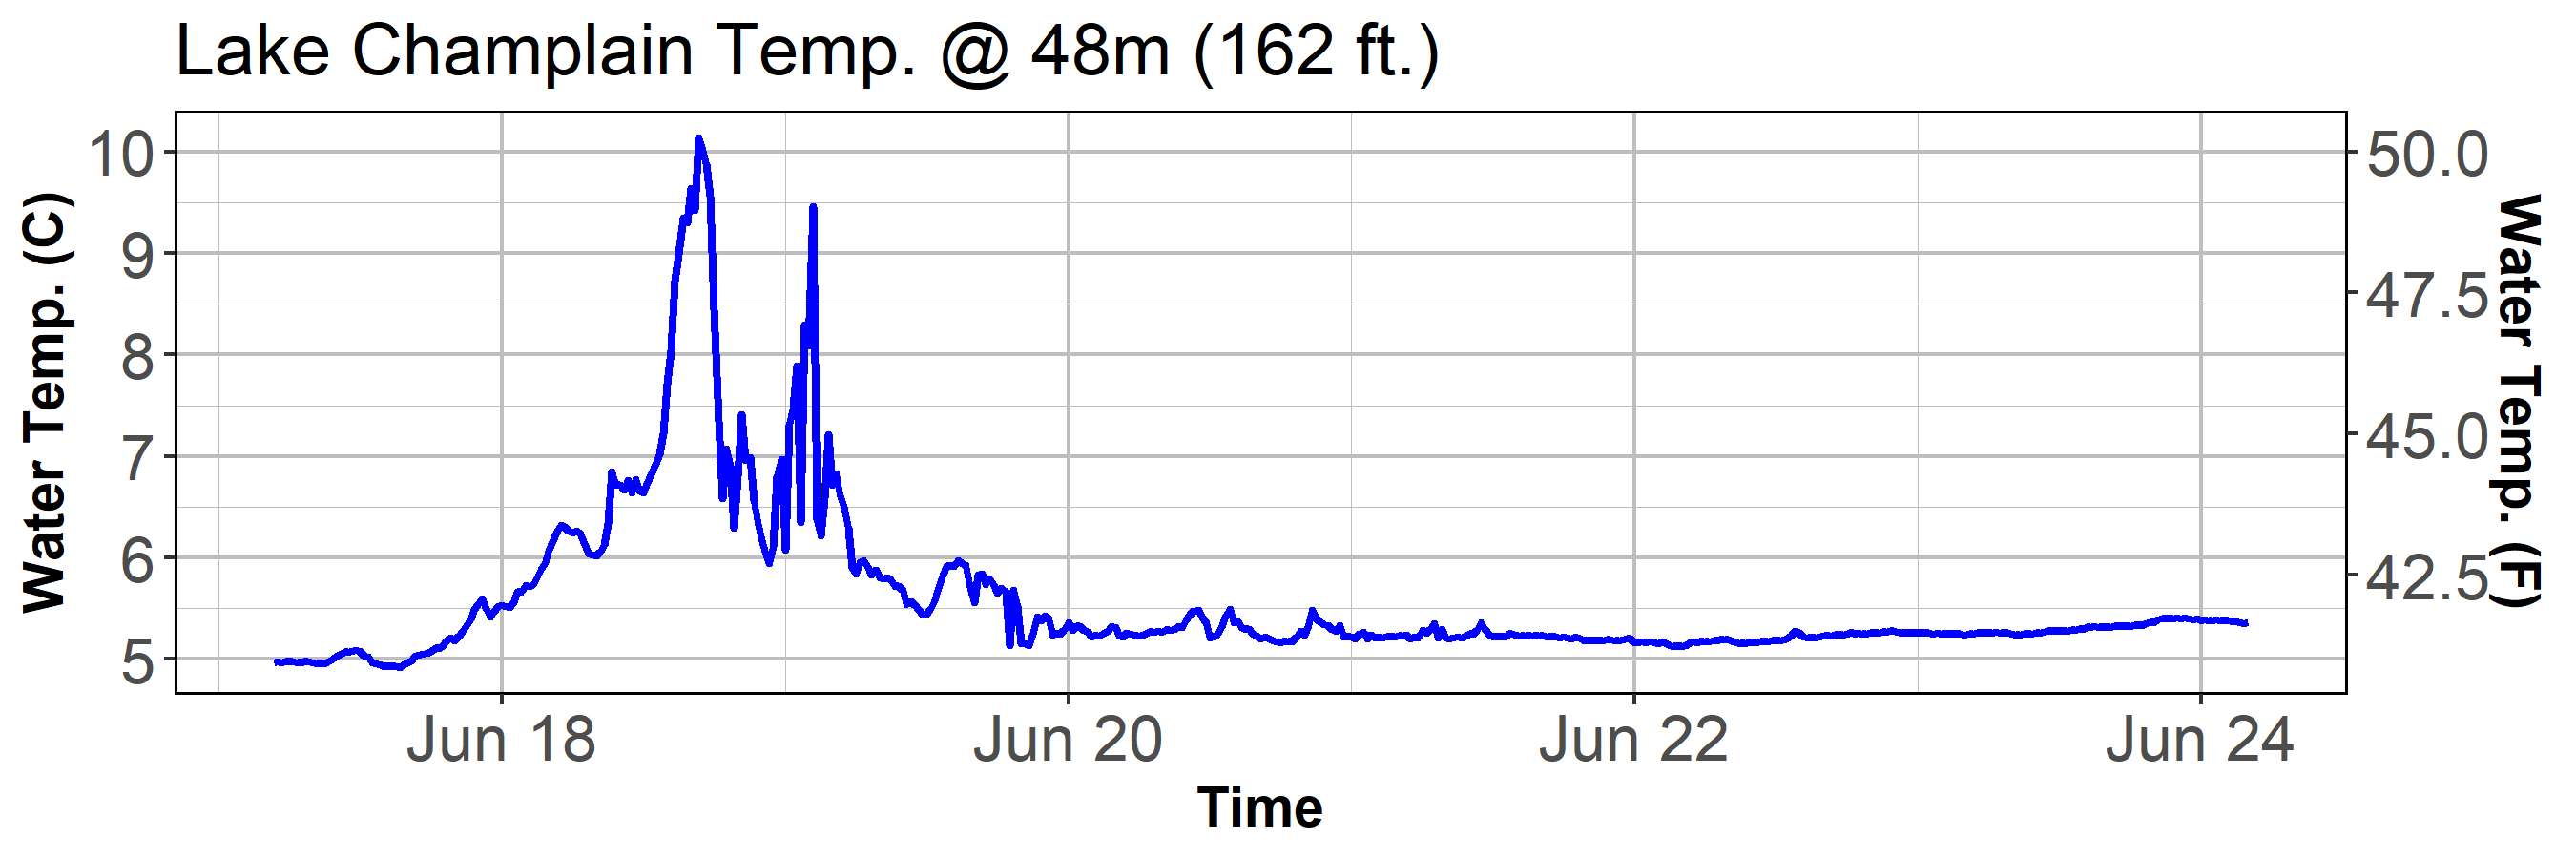 Lake Champlain Temp. @ 48m (162 ft.)
Water Temp. (C)
10
9
8
7
6
5
50.0
47.5
45.0
42.5
Water Temp. (F)
Jun 18
Jun 20
Jun 22
Jun 24
Time